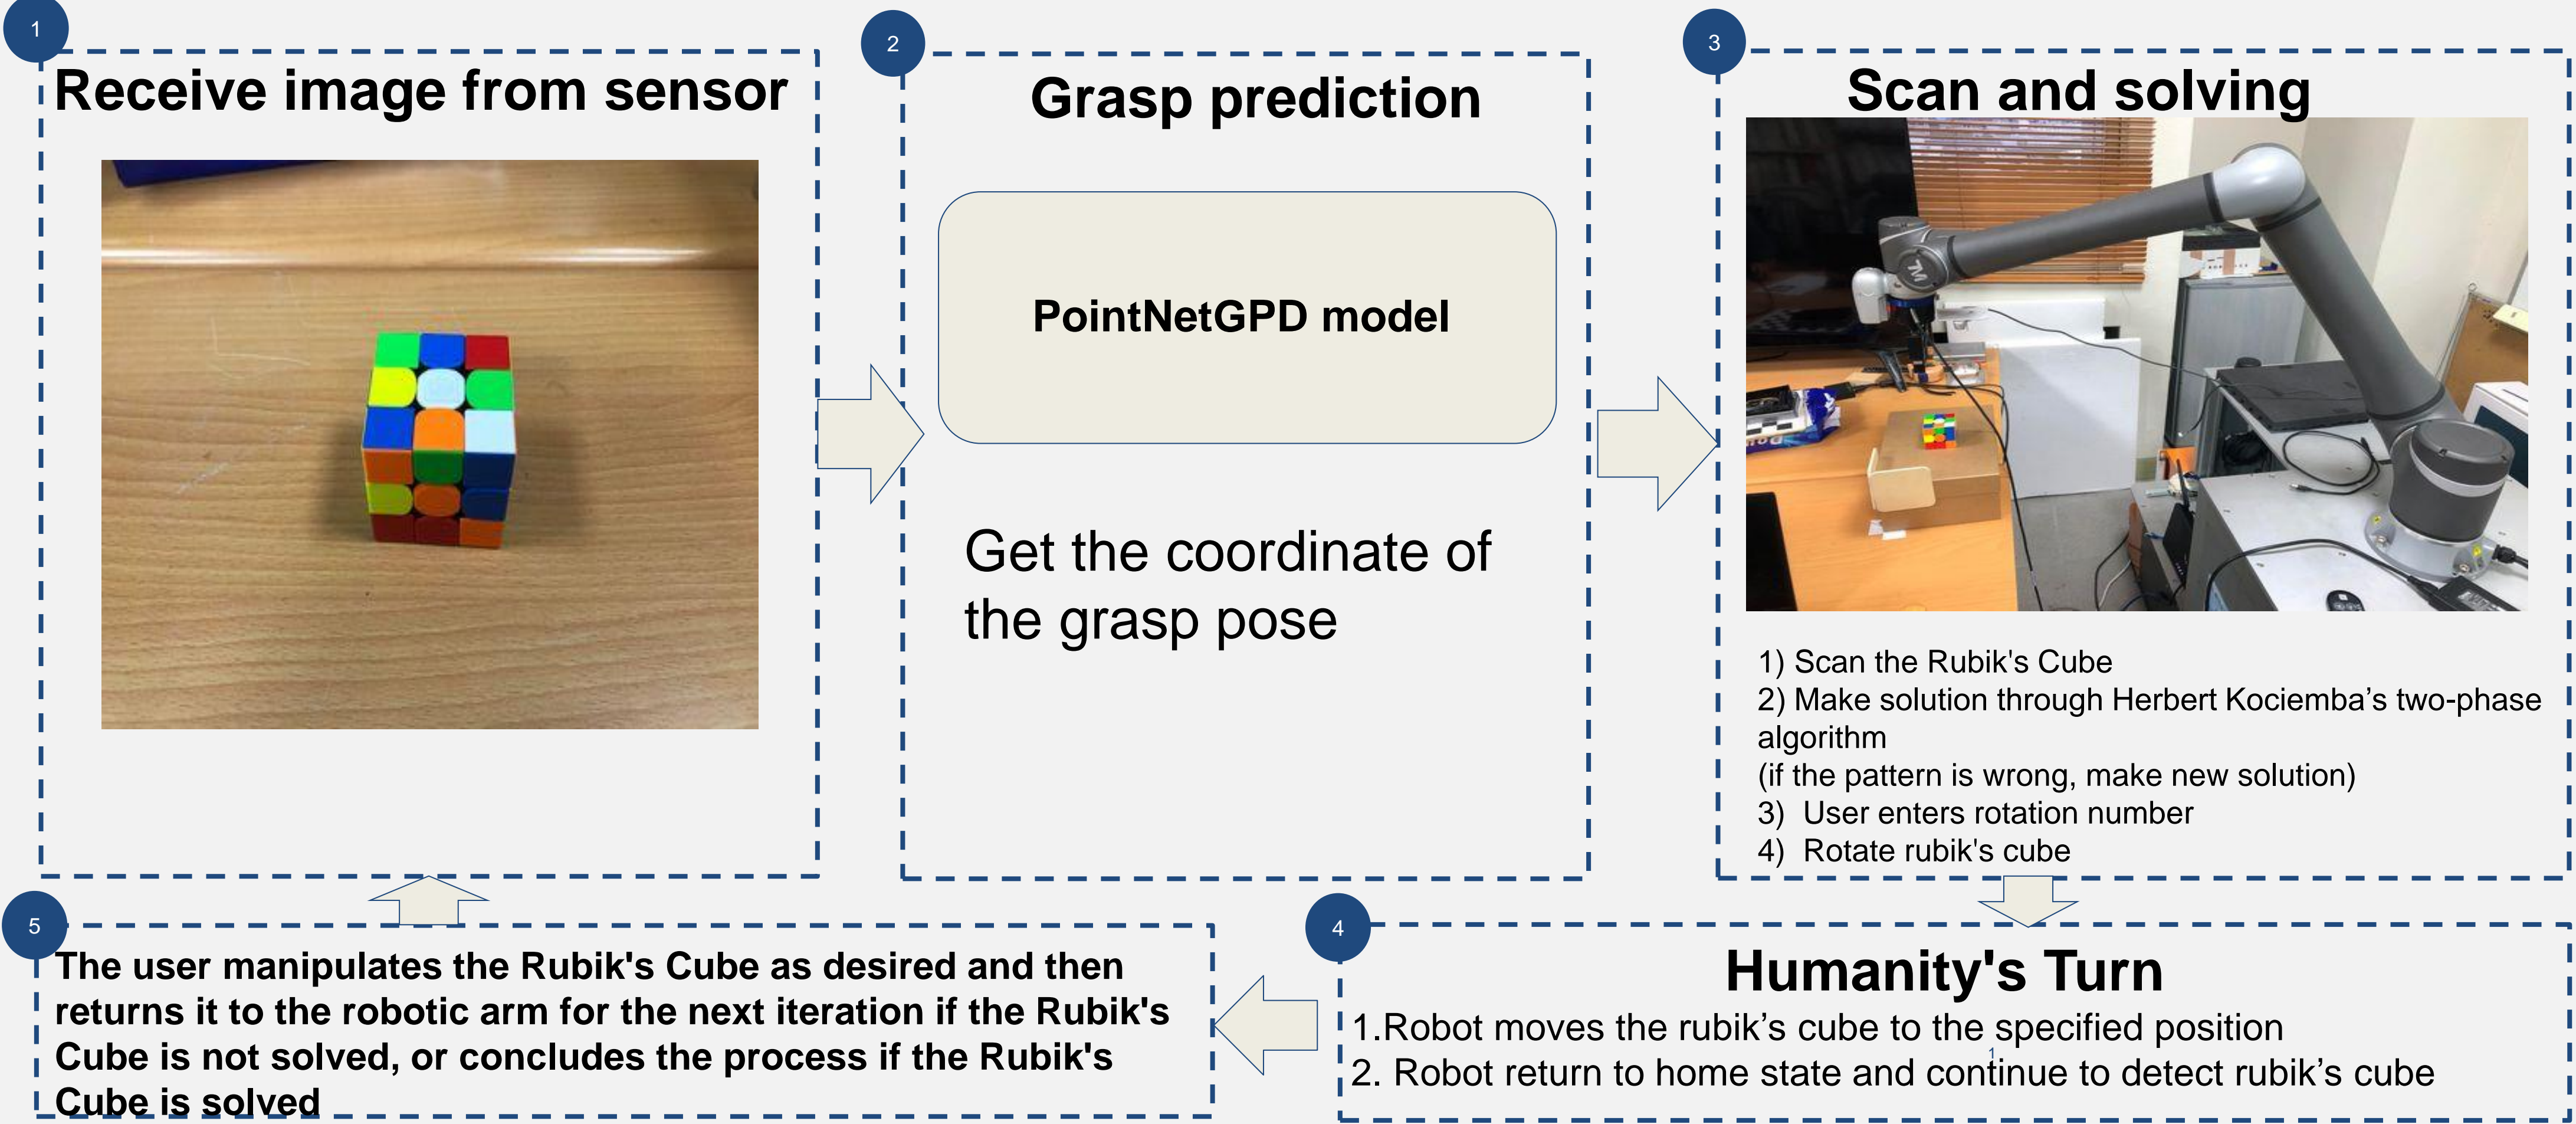 1
Receive image from sensor
2
Grasp prediction
PointNetGPD model
Get the coordinate of
the grasp pose
3
Scan and solving
TM
1) Scan the Rubik's Cube
2) Make solution through Herbert Kociemba’s two-phase
algorithm
(if the pattern is wrong, make new solution)
3)  User enters rotation number
4)  Rotate rubik's cube
4
Humanity's Turn
1.Robot moves the rubik’s cube to the specified position
1
2. Robot return to home state and continue to detect rubik’s cube
5
The user manipulates the Rubik's Cube as desired and then
returns it to the robotic arm for the next iteration if the Rubik's
Cube is not solved, or concludes the process if the Rubik's
Cube is solved